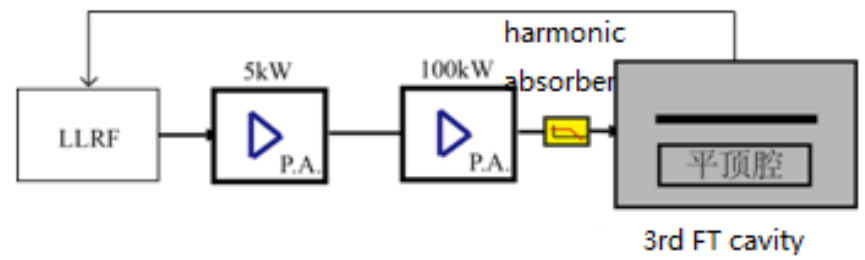 harmonic
absorber
5kW
100kW
LLRF
P.A.
P.A.
平顶腔
3rd FT cavity